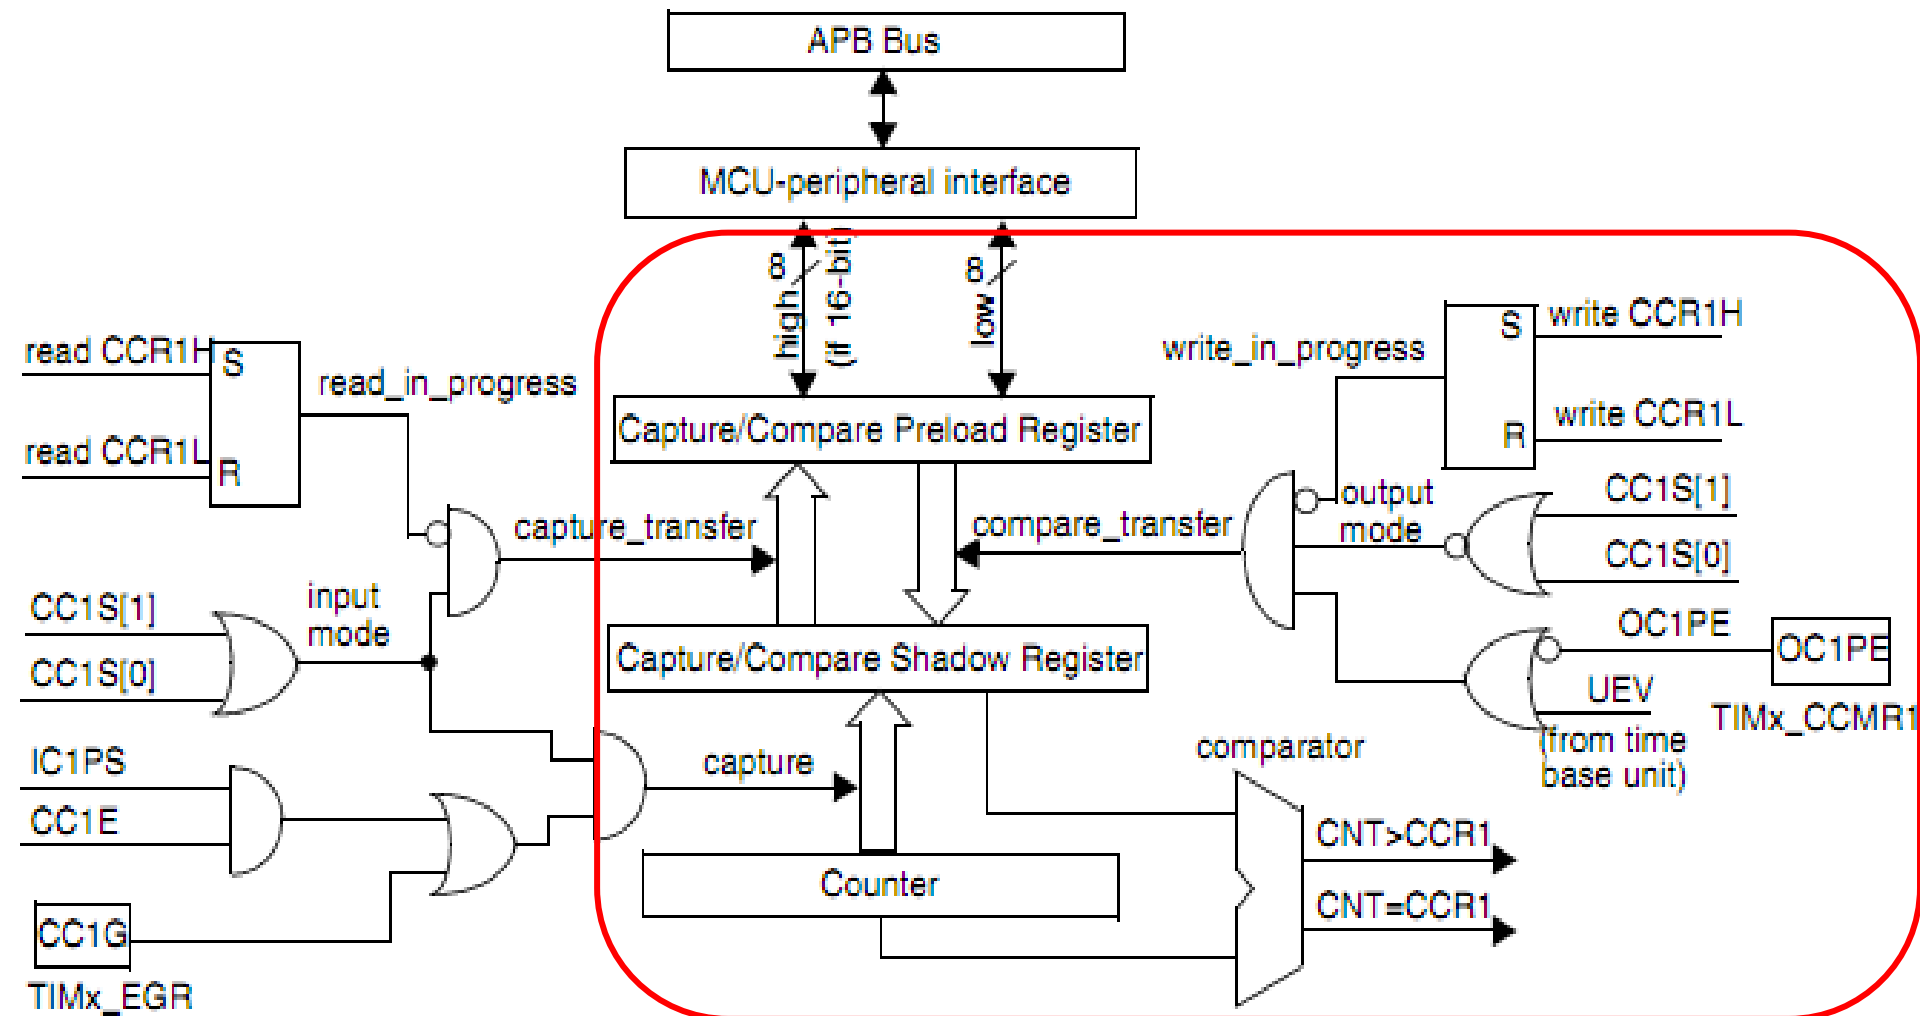 APB Bus
MCU-peripheral interface
8
high
(if 16-bit)
8
low
read CCR1H
S
read_in_progress
read CCR1L
R
write_in_progress
S
write CCR1H
R
write CCR1L
Capture/Compare Preload Register
capture_transfer
compare_transfer
output
mode
CC1S[1]
CC1S[0]
CC1S[1]
CC1S[0]
input
mode
Capture/Compare Shadow Register
OC1PE
OC1PE
UEV
TIMx_CCMR1
(from time
base unit)
IC1PS
CC1E
capture
comparator
CNT>CCR1
CNT=CCR1
Counter
CC1G
TIMx_EGR